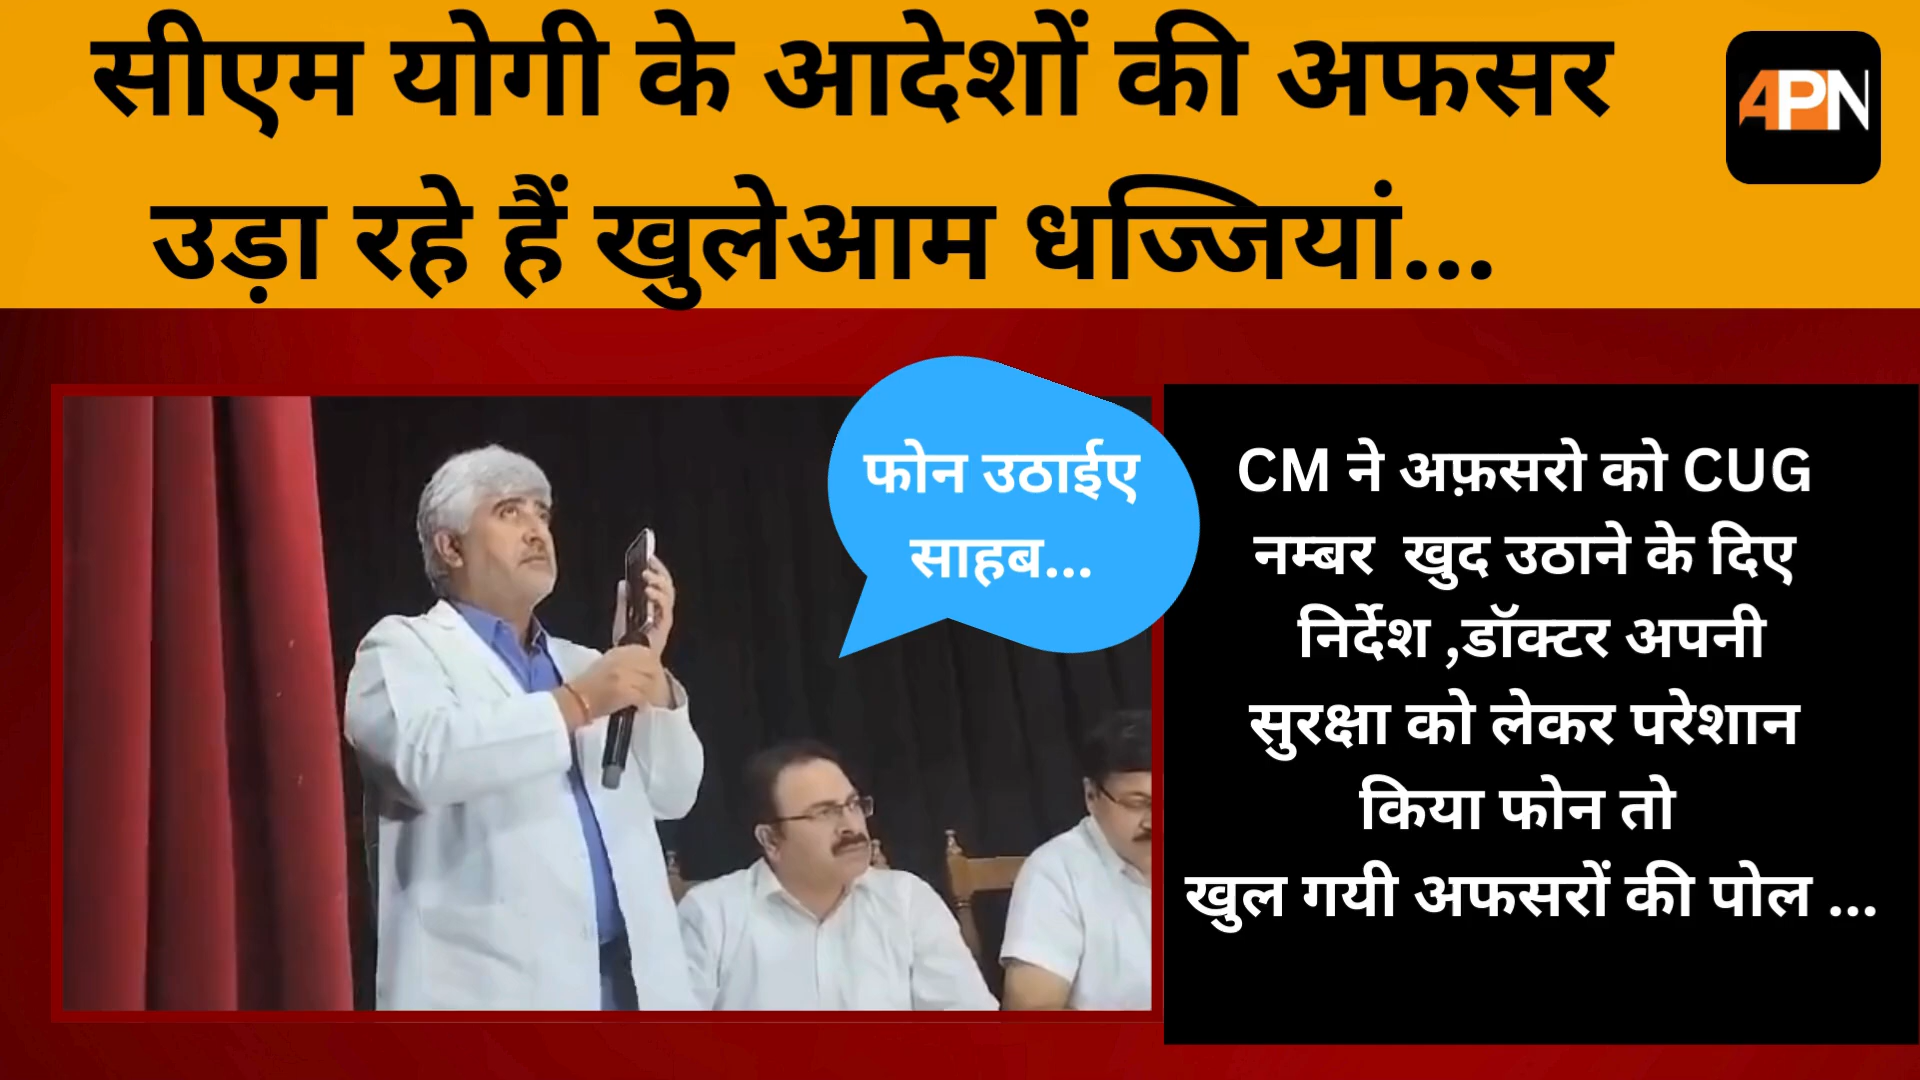 सीएम योगी के आदेशों की अफसर
उड़ा रहे हैं खुलेआम धज्जियां...
APN
फोन उठाईए
साहब...
CM ने अफ़सरो को CUG
नम्बर खुद उठाने के दिए
निर्देश ,डॉक्टर अपनी
सुरक्षा को लेकर परेशान
किया फोन तो
खुल गयी अफसरों की पोल ...